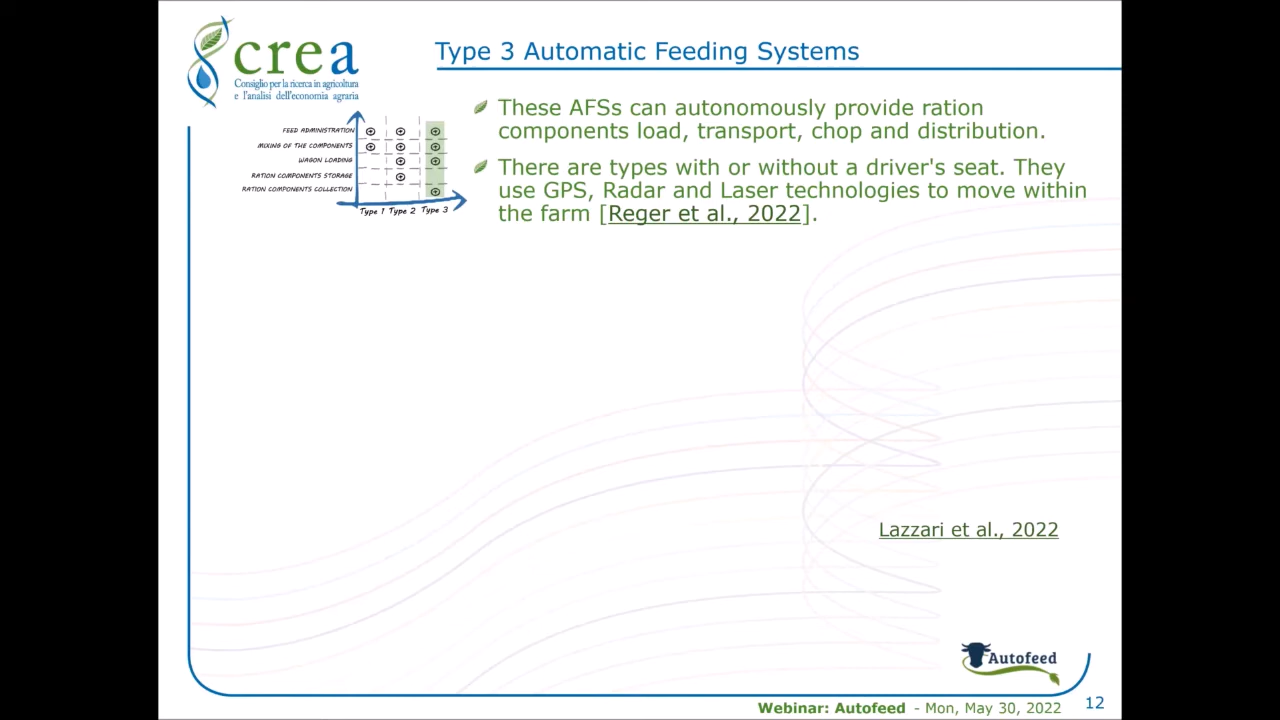 crea
Consiglio per la ricerca in agricoltura
e l'analisi dell'economia agraria
Type 3 Automatic Feeding Systems
FEED ADMINISTRATION
MIXING OF THE COMPONENTS
WAGON LOADING
RATION COMPONENTS STORAGE
RATION COMPONENTS COLLECTION
Type 1 Type 2 Type 3
These AFSs can autonomously provide ration
components load, transport, chop and distribution.
There are types with or without a driver's seat. They
use GPS, Radar and Laser technologies to move within
the farm [Reger et al., 2022].
Lazzari et al., 2022
Autofeed
Webinar: Autofeed - Mon, May 30, 2022
12